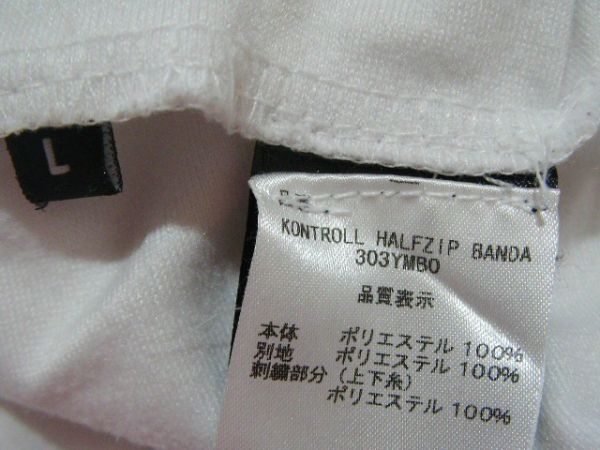 L
KONTROLL HALFZIP BANDA
303YMBO
品質表示
本体 ポリエステル 100%
別地 ポリエステル 100%
刺繍部分 (上下糸)
ポリエステル 100%